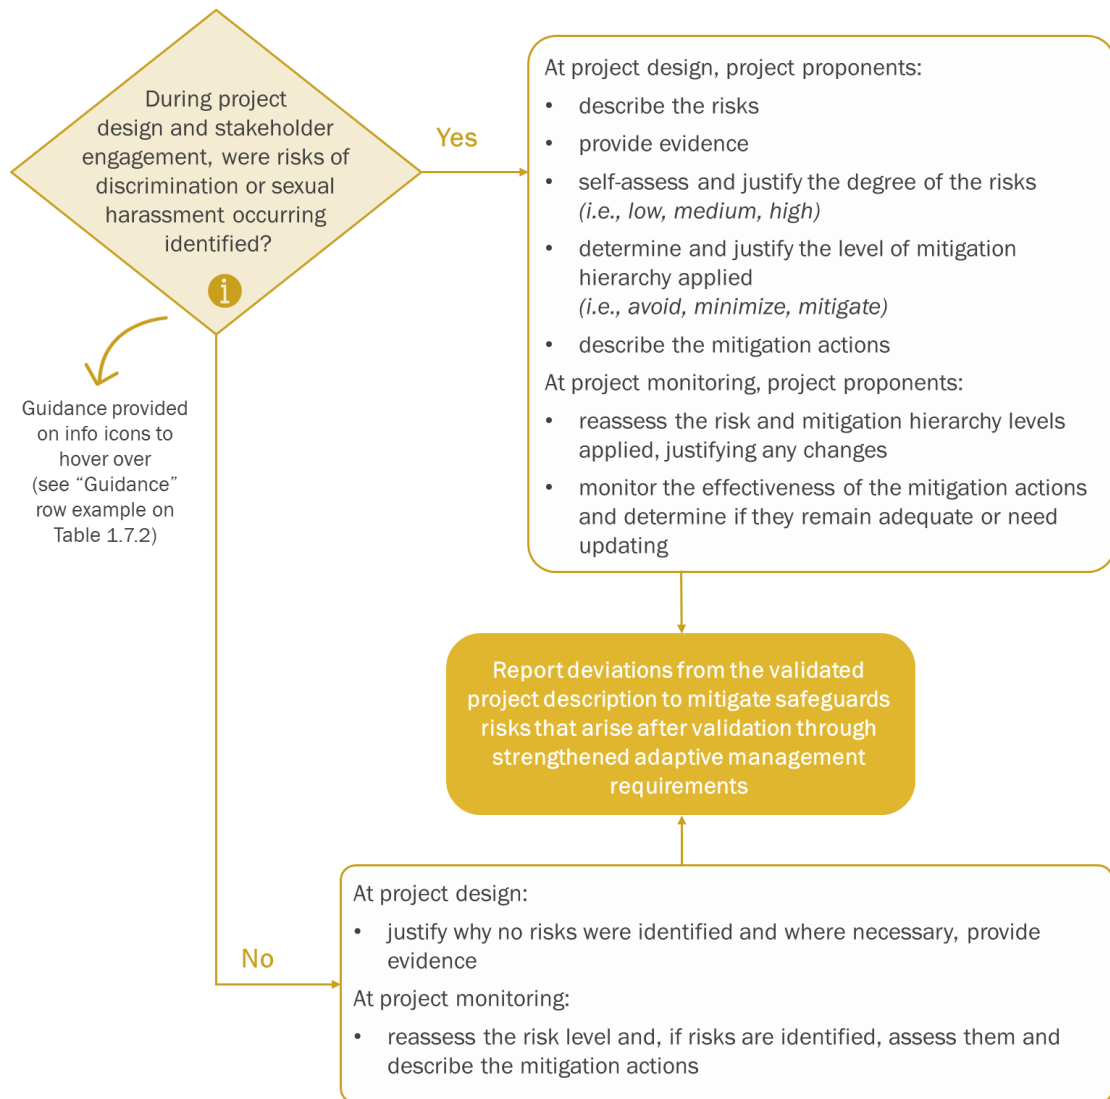 During project
design and stakeholder
engagement, were risks of
discrimination or sexual
harassment occurring
identified?
i
Guidance provided
on info icons to
hover over
(see “Guidance”
row example on
Table 1.7.2)
Yes
At project design, project proponents:
• describe the risks
• provide evidence
• self-assess and justify the degree of the risks
(i.e., low, medium, high)
• determine and justify the level of mitigation
hierarchy applied
(i.e., avoid, minimize, mitigate)
• describe the mitigation actions
At project monitoring, project proponents:
• reassess the risk and mitigation hierarchy levels
applied, justifying any changes
• monitor the effectiveness of the mitigation actions
and determine if they remain adequate or need
updating
Report deviations from the validated
project description to mitigate safeguards
risks that arise after validation through
strengthened adaptive management
requirements
No
At project design:
• justify why no risks were identified and where necessary, provide
evidence
At project monitoring:
• reassess the risk level and, if risks are identified, assess them and
describe the mitigation actions